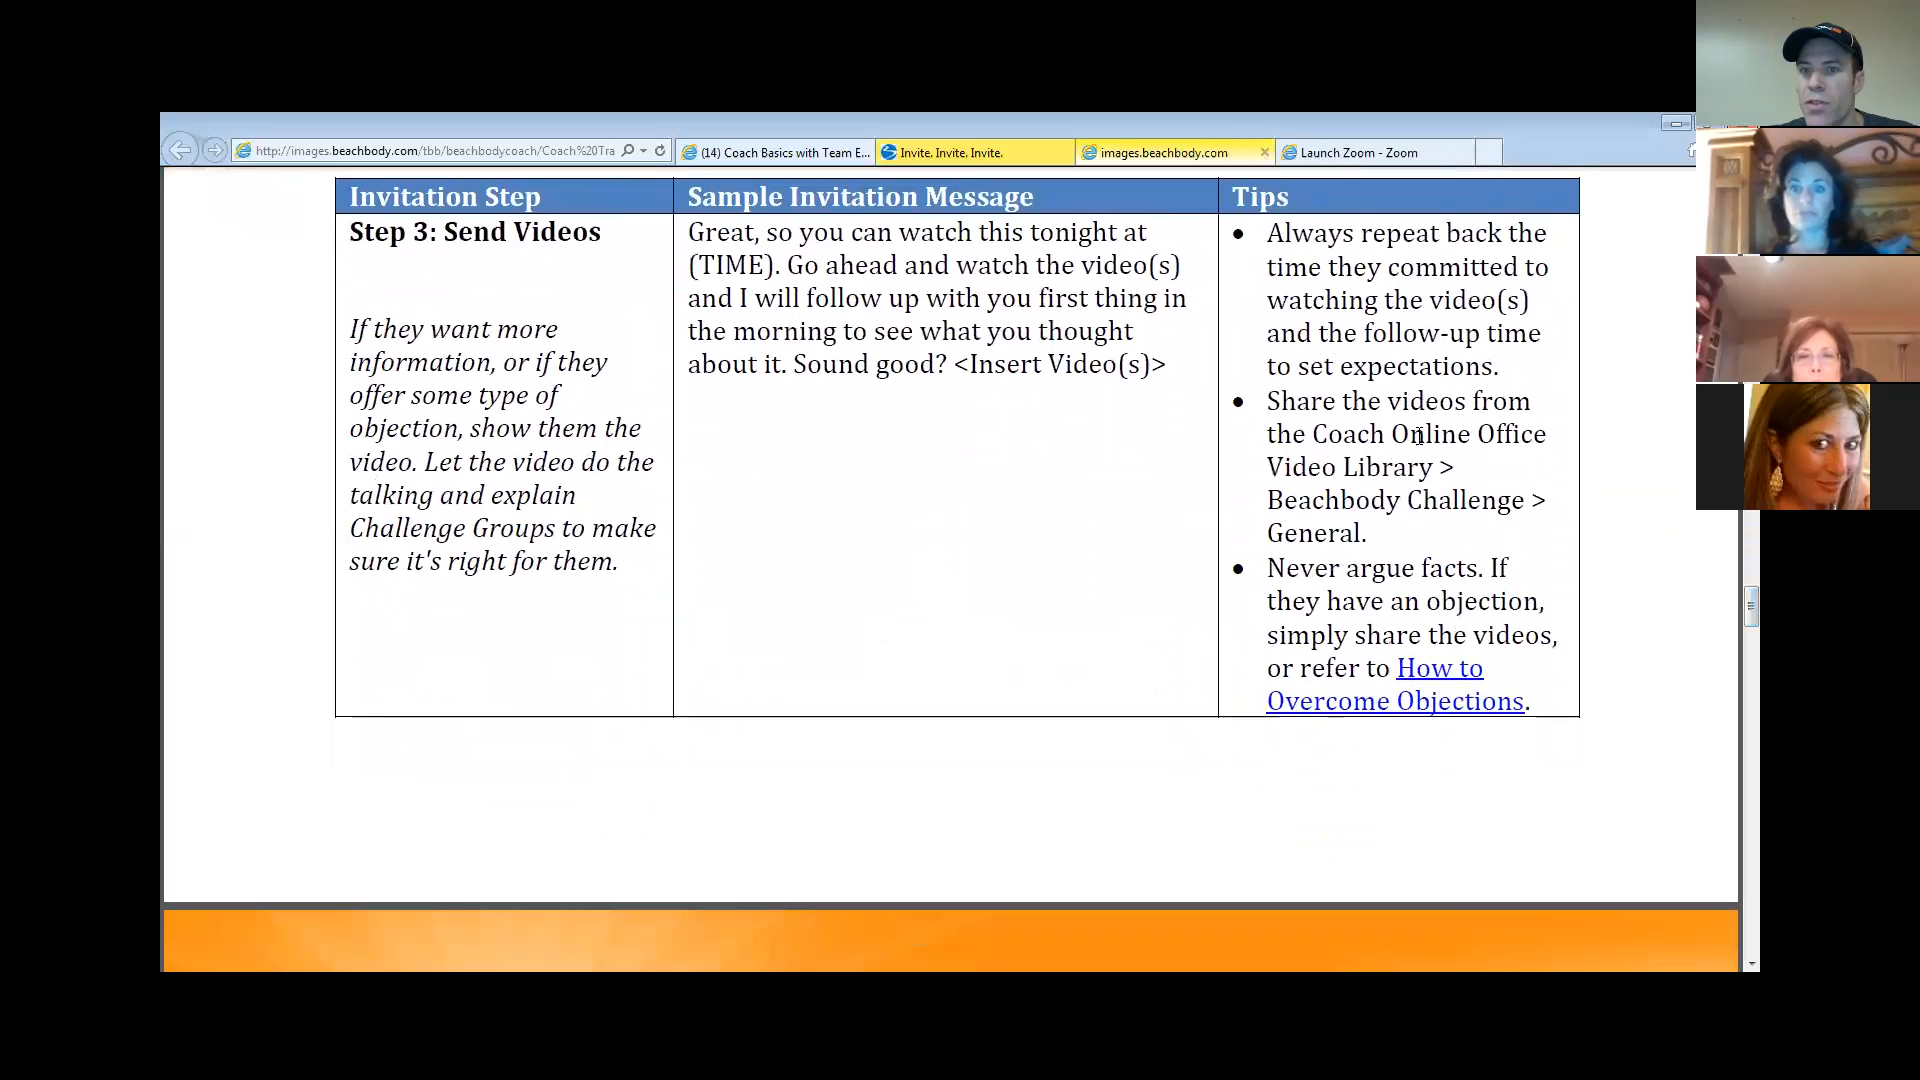 http://images.beachbody.com/tbb/beachbodycoach/Coach%20Tra
(14) Coach Basics with Team E...
Invite. Invite. Invite.
images.beachbody.com
Launch Zoom - Zoom
Invitation Step
Step 3: Send Videos
If they want more
information, or if they
offer some type of
objection, show them the
video. Let the video do the
talking and explain
Challenge Groups to make
sure it's right for them.
Sample Invitation Message
Great, so you can watch this tonight at
(TIME). Go ahead and watch the video(s)
and I will follow up with you first thing in
the morning to see what you thought
about it. Sound good? <Insert Video(s)>
Tips
• Always repeat back the
time they committed to
watching the video(s)
and the follow-up time
to set expectations.
• Share the videos from
the Coach Online Office
Video Library >
Beachbody Challenge >
General.
• Never argue facts. If
they have an objection,
simply share the videos,
or refer to How to
Overcome Objections.